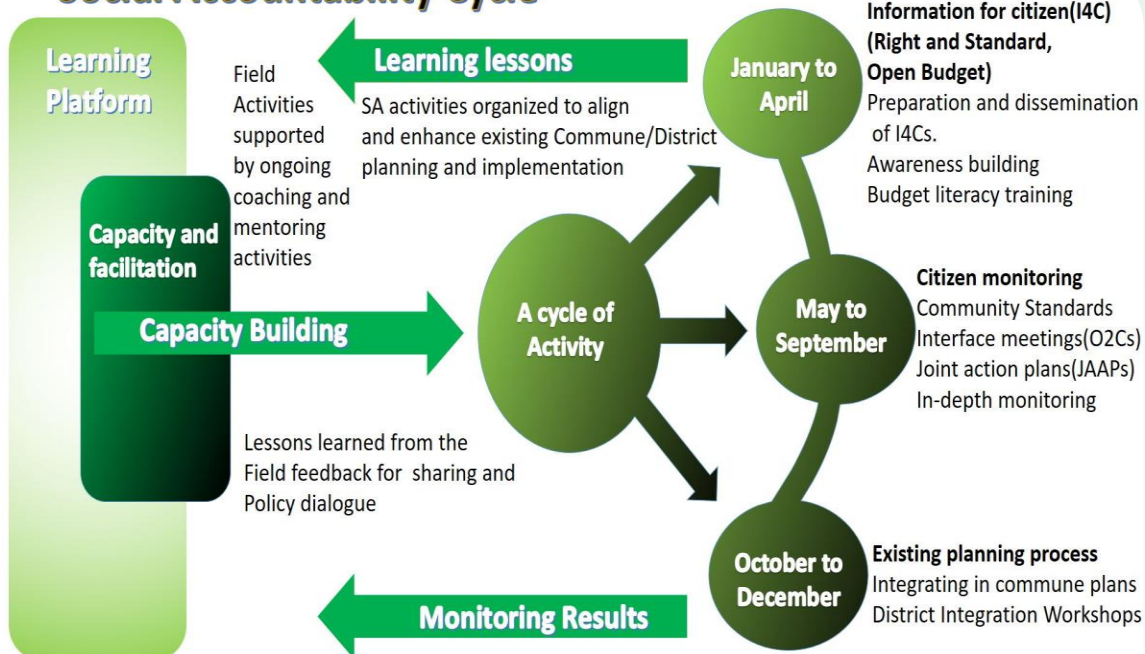 Social Accountability Cycle
Learning
Platform
Capacity and
facilitation
Field
Activities
supported
by ongoing
coaching and
mentoring
activities
Learning lessons
SA activities organized to align
and enhance existing Commune/District
planning and implementation
Capacity Building
Lessons learned from the
Field feedback for sharing and
Policy dialogue
Monitoring Results
A cycle of
Activity
January to
April
Information for citizen(I4C)
(Right and Standard,
Open Budget)
Preparation and dissemination
of I4Cs.
Awareness building
Budget literacy training
May to
September
Citizen monitoring
Community Standards
Interface meetings(O2Cs)
Joint action plans(JAAPs)
In-depth monitoring
October to
December
Existing planning process
Integrating in commune plans
District Integration Workshops